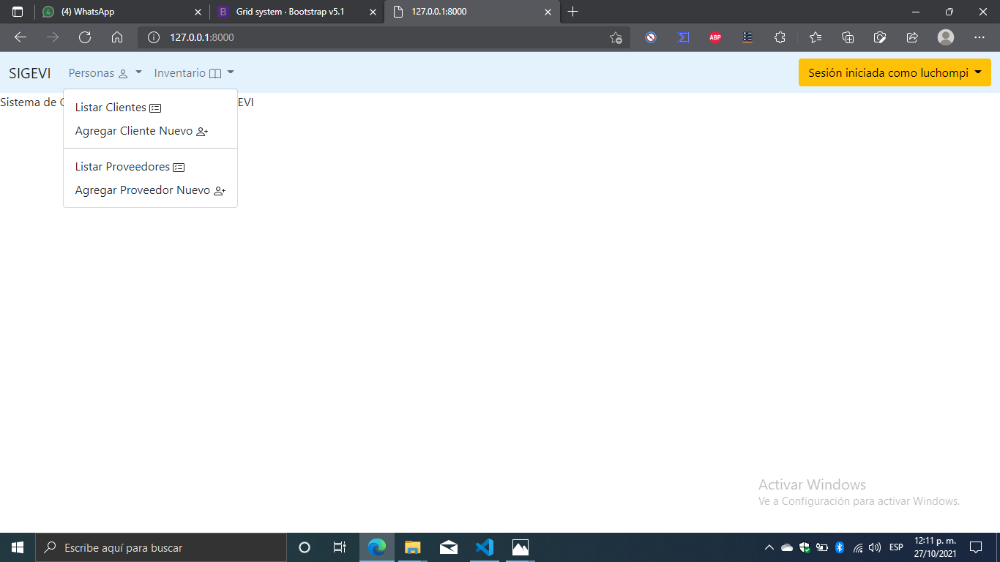 (4) WhatsApp
Grid system · Bootstrap v5.1
127.0.0.1:8000
127.0.0.1:8000
ABP
SIGEVI
Personas
Inventario
Sesión iniciada como luchompi
Sistema de
EVI
Listar Clientes
Agregar Cliente Nuevo
Listar Proveedores
Agregar Proveedor Nuevo
Activar Windows
Ve a Configuración para activar Windows.
Escribe aquí para buscar
ESP
12:11 p. m.
27/10/2021